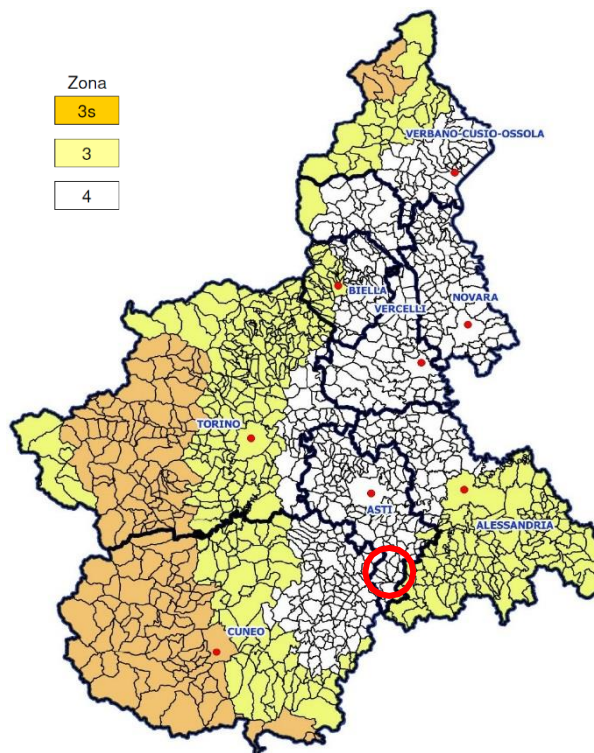 Zona
3s
3
4
VERBANO-CUSIO-OSSOLA
BIELLA
NOVARA
VERCELLI
TORINO
ASTI
ALESSANDRIA
CUNEO